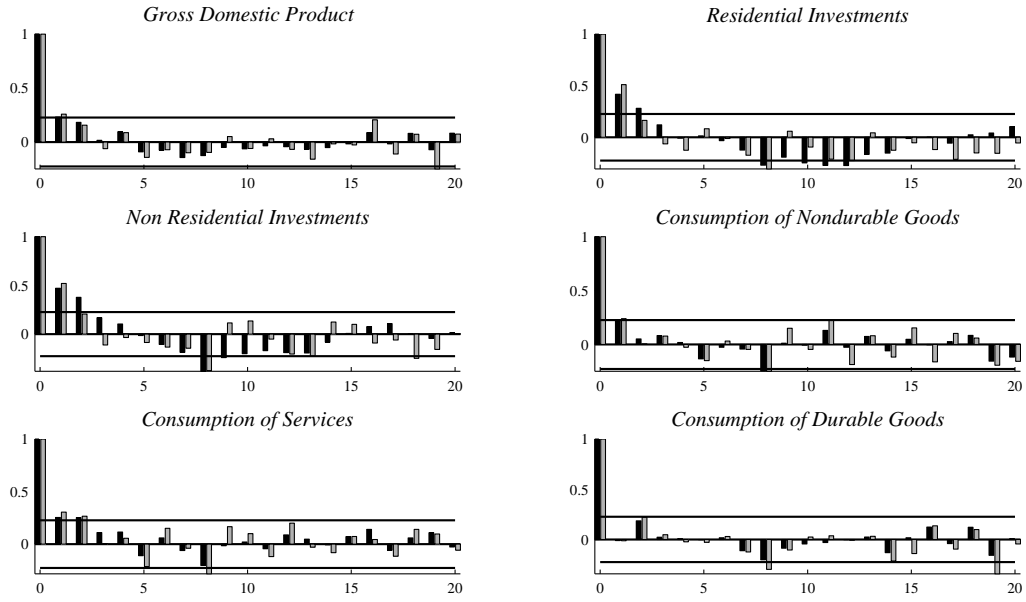 Gross Domestic Product
1
0.5
0
0 5 10 15 20
Residential Investments
1
0.5
0
0 5 10 15 20
Non Residential Investments
1
0.5
0
0 5 10 15 20
Consumption of Nondurable Goods
1
0.5
0
0 5 10 15 20
Consumption of Services
1
0.5
0
0 5 10 15 20
Consumption of Durable Goods
1
0.5
0
0 5 10 15 20